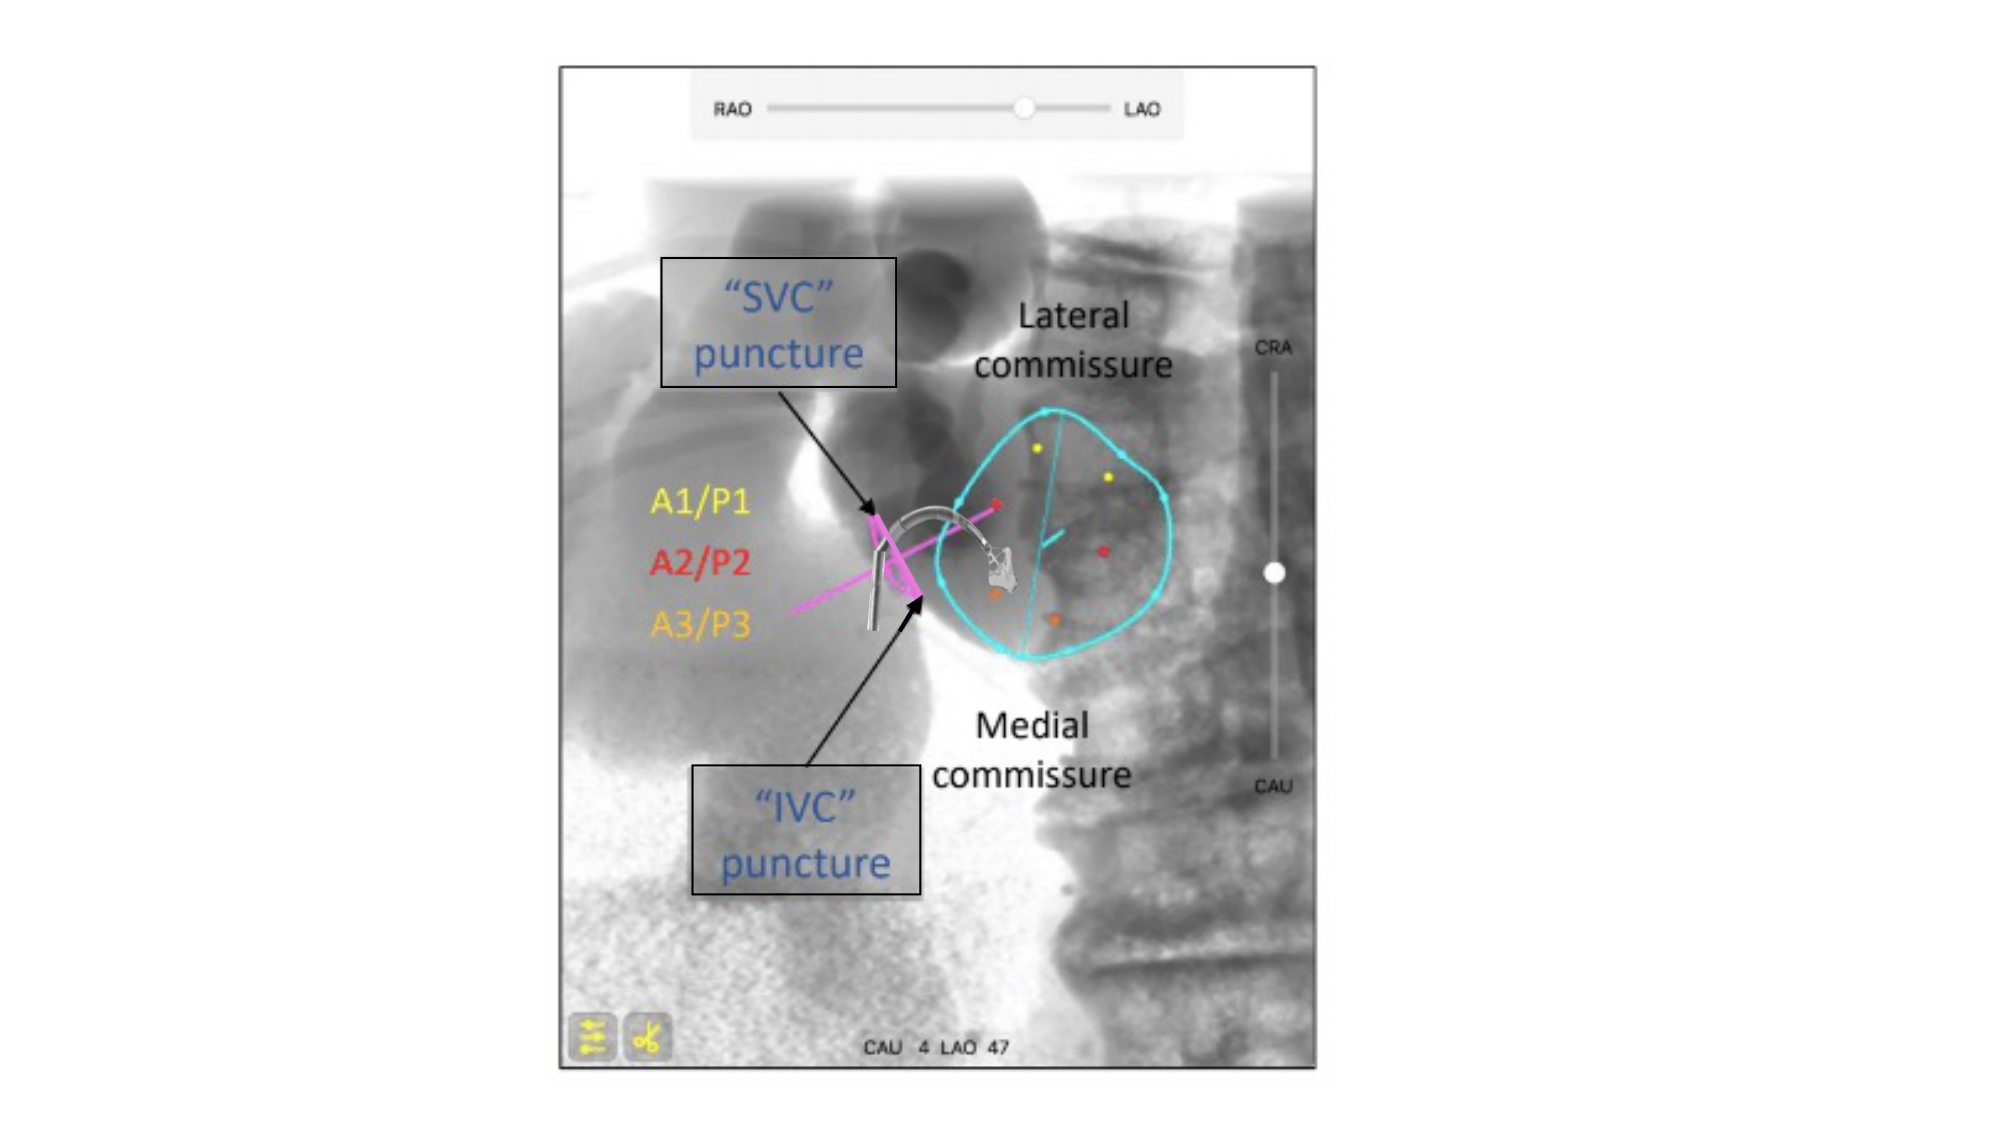 RAO LAO
“SVC”
puncture
Lateral
commissure
CRA
A1/P1
A2/P2
A3/P3
Medial
commissure
CAU
“IVC”
puncture
CAU 4 LAO 47